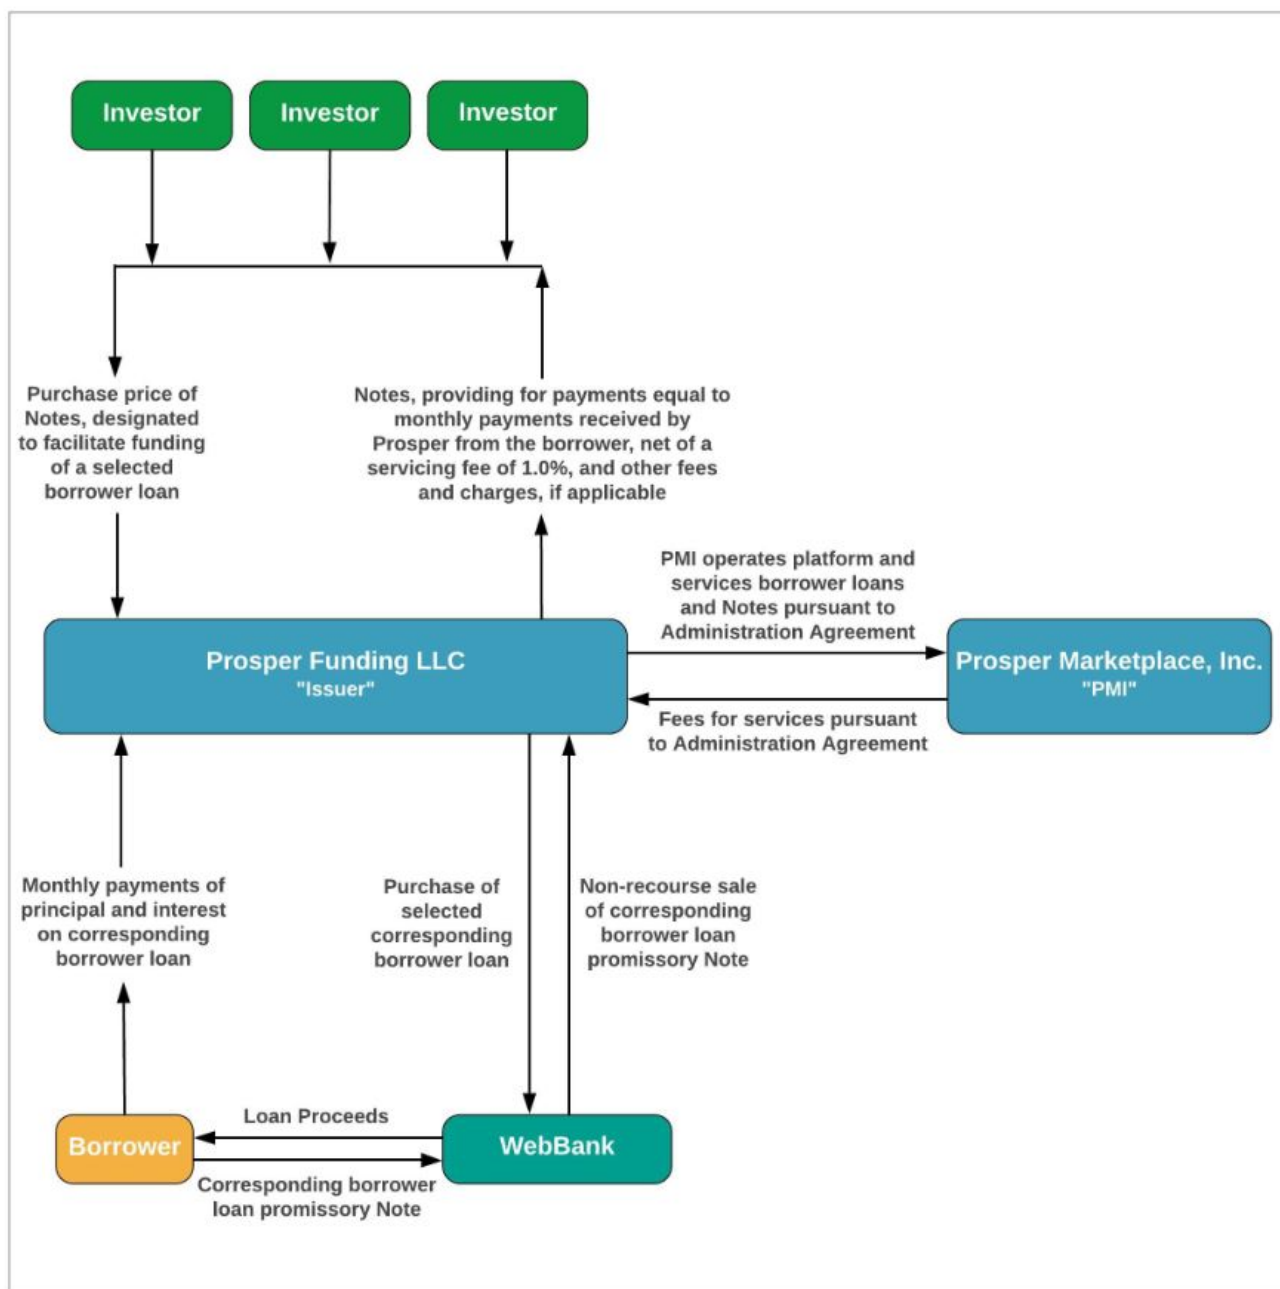 Investor
Investor
Investor
Purchase price of
Notes, designated
to facilitate funding
of a selected
borrower loan
Notes, providing for payments equal to
monthly payments received by
Prosper from the borrower, net of a
servicing fee of 1.0%, and other fees
and charges, if applicable
PMI operates platform and
services borrower loans
and Notes pursuant to
Administration Agreement
Prosper Funding LLC
"Issuer"
Prosper Marketplace, Inc.
"PMI"
Fees for services pursuant
to Administration Agreement
Monthly payments of
principal and interest
on corresponding
borrower loan
Purchase of
selected
corresponding
borrower loan
Non-recourse sale
of corresponding
borrower loan
promissory Note
Loan Proceeds
Borrower
WebBank
Corresponding borrower
loan promissory Note